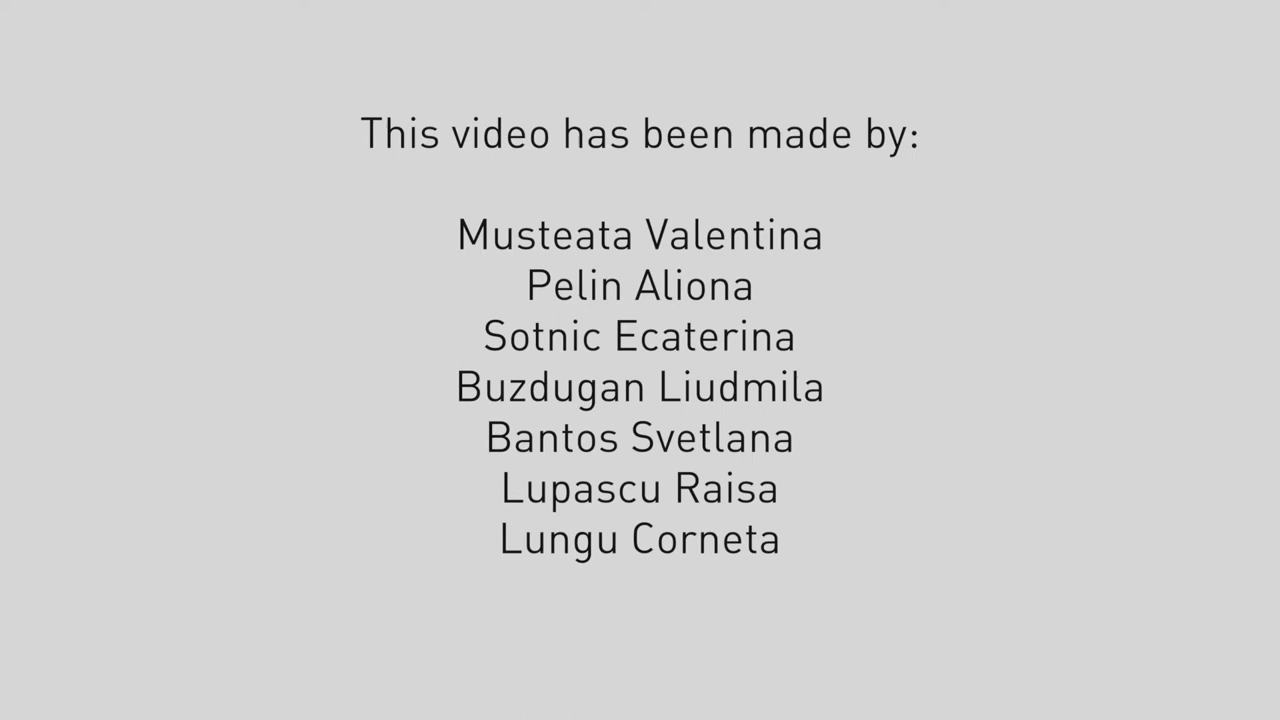 This video has been made by:
Musteata Valentina
Pelin Aliona
Sotnic Ecaterina
Buzdugan Liudmila
Bantos Svetlana
Lupascu Raisa
Lungu Corneta